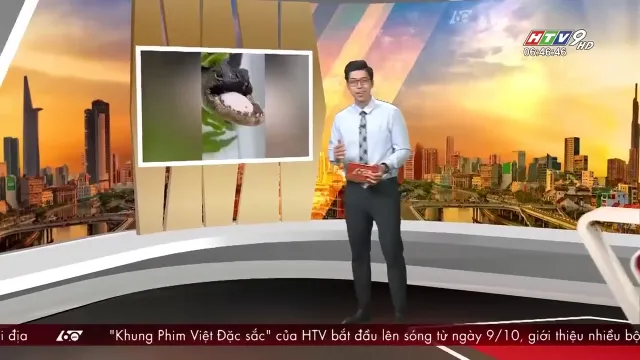 HTV9 HD
06:46:46
i địa 60 "Khung Phim Việt Đặc sắc" của HTV bắt đầu lên sóng từ ngày 9/10, giới thiệu nhiều bộ